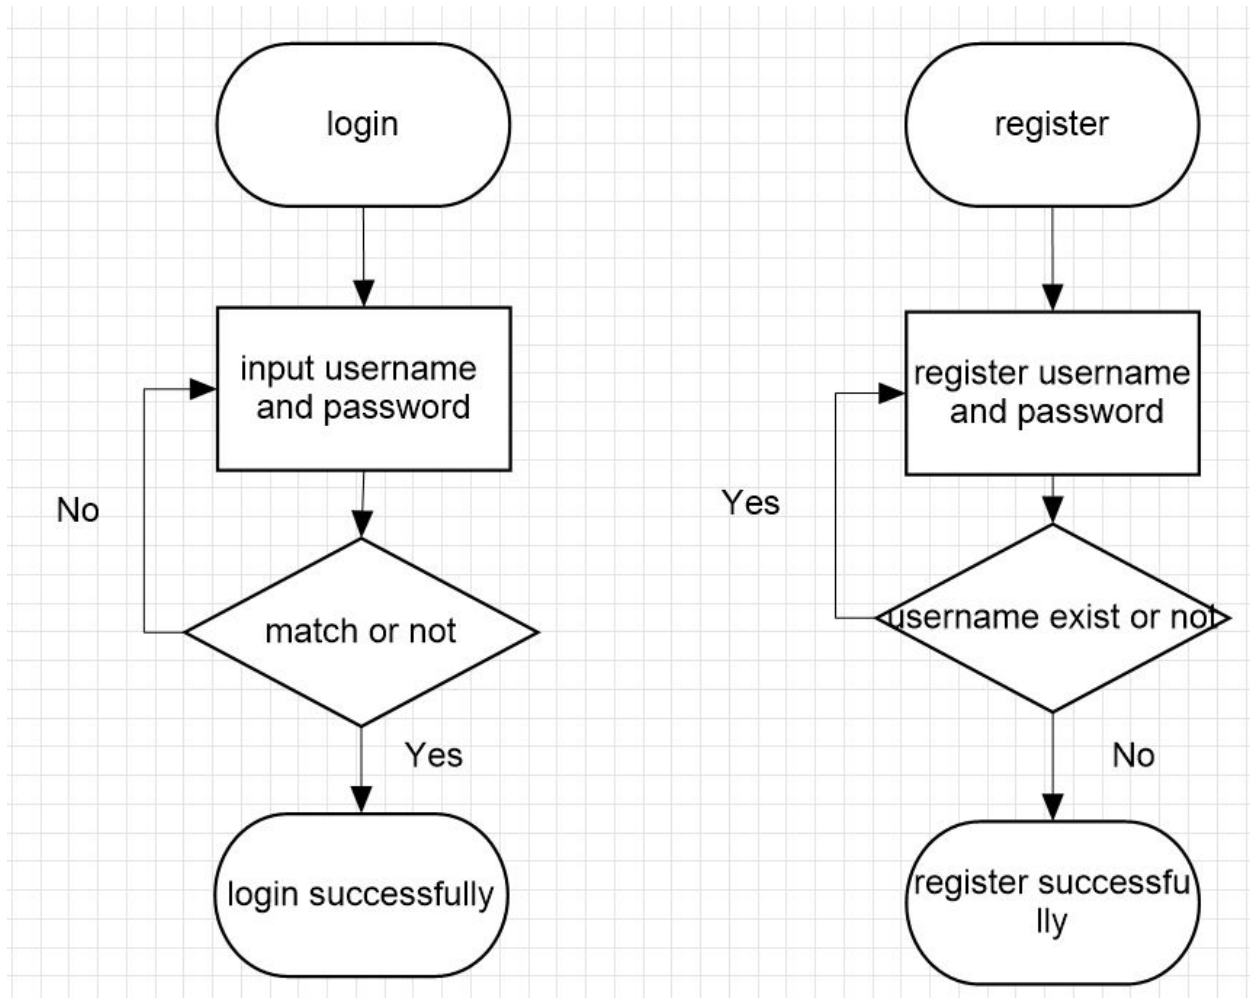 login
input username
and password
No
match or not
Yes
login successfully
register
register username
and password
Yes
username exist or not
No
register successfu
lly